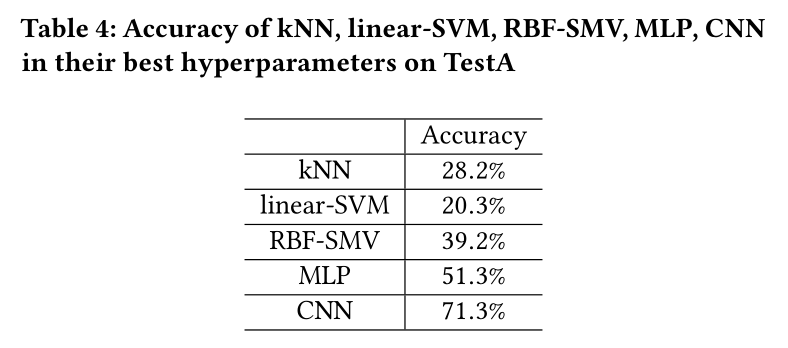 Table 4: Accuracy of kNN, linear-SVM, RBF-SMV, MLP, CNN
in their best hyperparameters on TestA
Accuracy
kNN 28.2%
linear-SVM 20.3%
RBF-SMV 39.2%
MLP 51.3%
CNN 71.3%